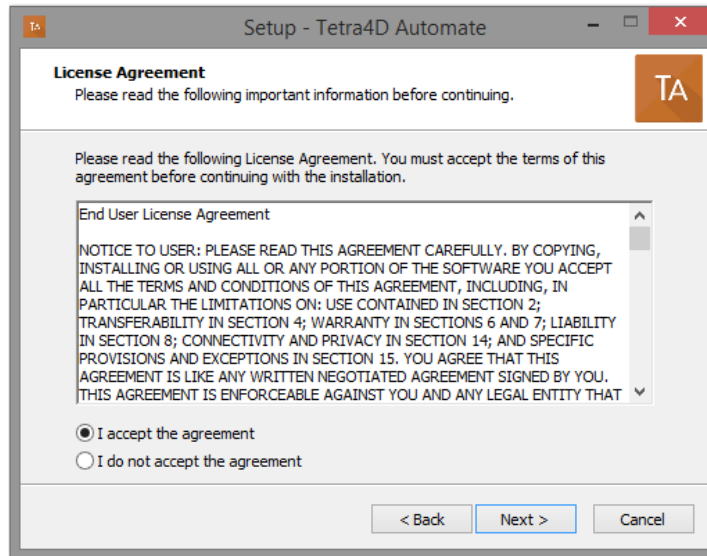 TA
Setup - Tetra4D Automate
License Agreement
Please read the following important information before continuing.
TA
Please read the following License Agreement. You must accept the terms of this
agreement before continuing with the installation.
End User License Agreement
NOTICE TO USER: PLEASE READ THIS AGREEMENT CAREFULLY. BY COPYING,
INSTALLING OR USING ALL OR ANY PORTION OF THE SOFTWARE YOU ACCEPT
ALL THE TERMS AND CONDITIONS OF THIS AGREEMENT, INCLUDING, IN
PARTICULAR THE LIMITATIONS ON: USE CONTAINED IN SECTION 2;
TRANSFERABILITY IN SECTION 4; WARRANTY IN SECTIONS 6 AND 7; LIABILITY
IN SECTION 8; CONNECTIVITY AND PRIVACY IN SECTION 14; AND SPECIFIC
PROVISIONS AND EXCEPTIONS IN SECTION 15. YOU AGREE THAT THIS
AGREEMENT IS LIKE ANY WRITTEN NEGOTIATED AGREEMENT SIGNED BY YOU.
THIS AGREEMENT IS ENFORCEABLE AGAINST YOU AND ANY LEGAL ENTITY THAT
I accept the agreement
I do not accept the agreement
< Back
Next >
Cancel